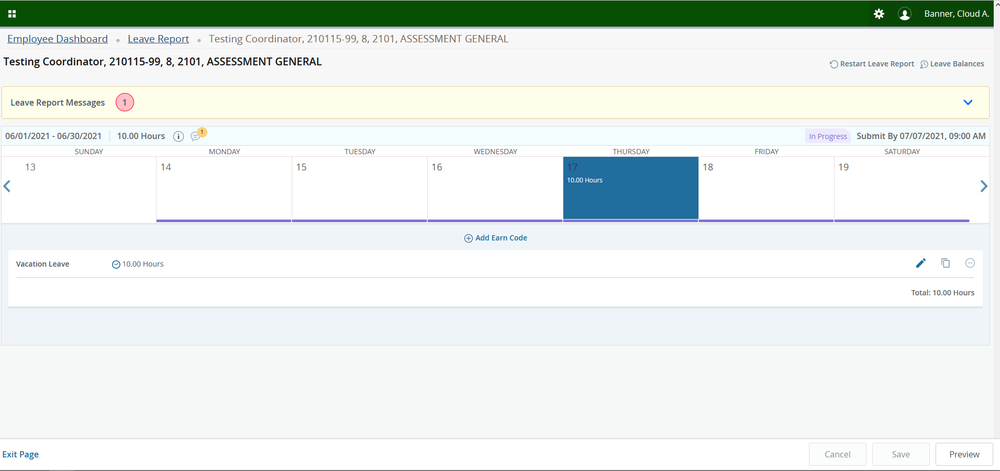 Banner, Cloud A.
Employee Dashboard • Leave Report • Testing Coordinator, 210115-99, 8, 2101, ASSESSMENT GENERAL
Testing Coordinator, 210115-99, 8, 2101, ASSESSMENT GENERAL
Restart Leave Report Leave Balances
Leave Report Messages 1
06/01/2021 - 06/30/2021 10.00 Hours 1 In Progress Submit By 07/07/2021, 09:00 AM
SUNDAY MONDAY TUESDAY WEDNESDAY THURSDAY FRIDAY SATURDAY
13 14 15 16 17 18 19
10.00 Hours
Add Earn Code
Vacation Leave 10.00 Hours
Total: 10.00 Hours
Exit Page Cancel Save Preview